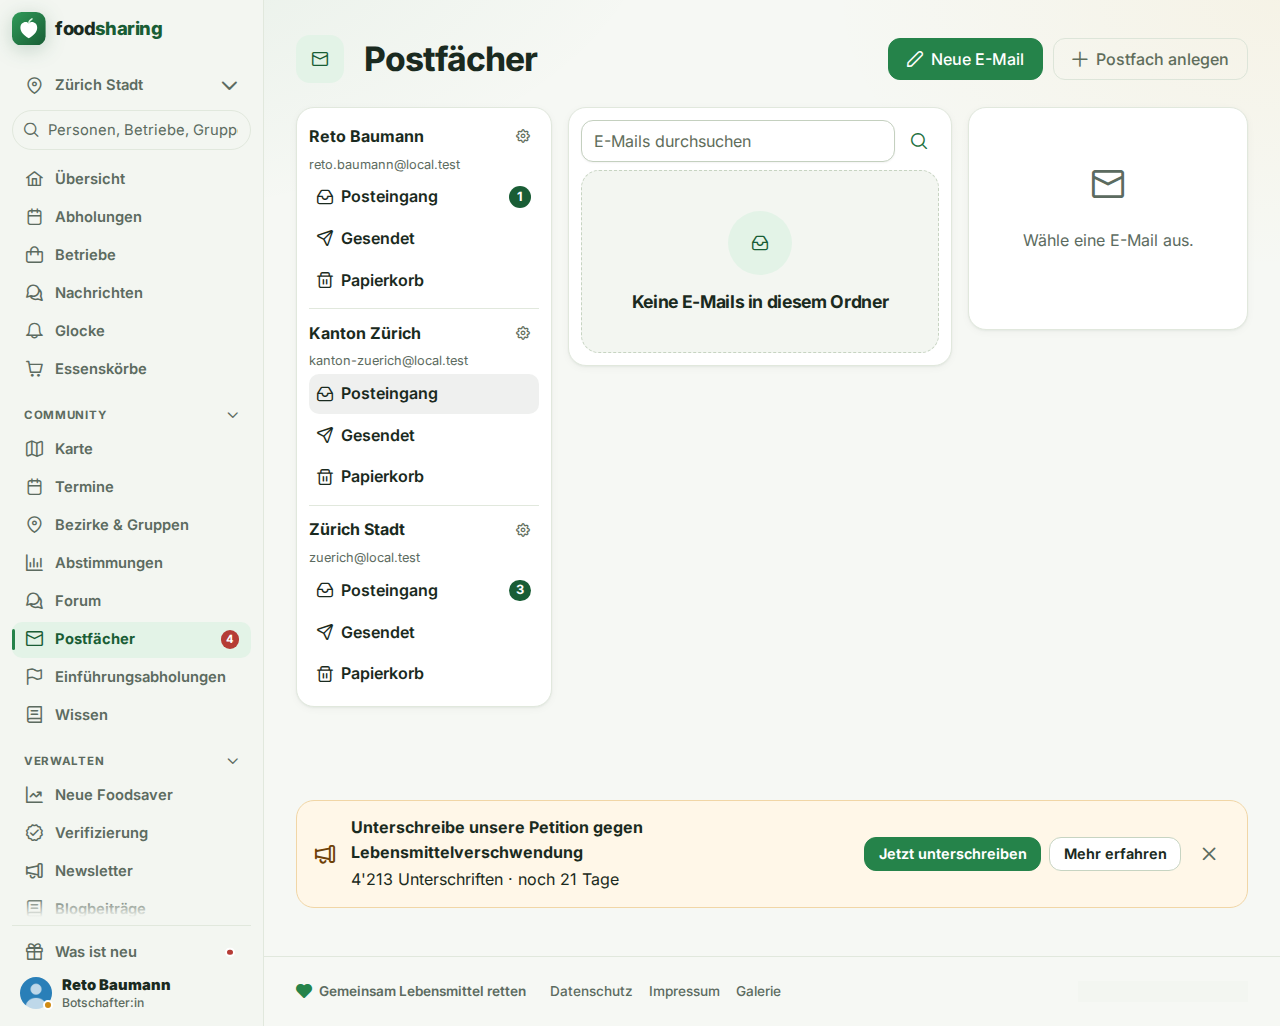 foodsharing
Zürich Stadt
Personen, Betriebe, Grupp
Übersicht
Abholungen
Betriebe
Nachrichten
Glocke
Essenskörbe
COMMUNITY
Karte
Termine
Bezirke & Gruppen
Abstimmungen
Forum
Postfächer 4
Einführungsabholungen
Wissen
VERWALTEN
Neue Foodsaver
Verifizierung
Newsletter
Blogbeiträge
Was ist neu
Reto Baumann
Botschafter:in
Postfächer
Neue E-Mail
Postfach anlegen
Reto Baumann
reto.baumann@local.test
Posteingang 1
Gesendet
Papierkorb
Kanton Zürich
kanton-zuerich@local.test
Posteingang
Gesendet
Papierkorb
Zürich Stadt
zuerich@local.test
Posteingang 3
Gesendet
Papierkorb
E-Mails durchsuchen
Keine E-Mails in diesem Ordner
Wähle eine E-Mail aus.
Unterschreibe unsere Petition gegen
Lebensmittelverschwendung
4'213 Unterschriften · noch 21 Tage
Jetzt unterschreiben
Mehr erfahren
Gemeinsam Lebensmittel retten
Datenschutz
Impressum
Galerie